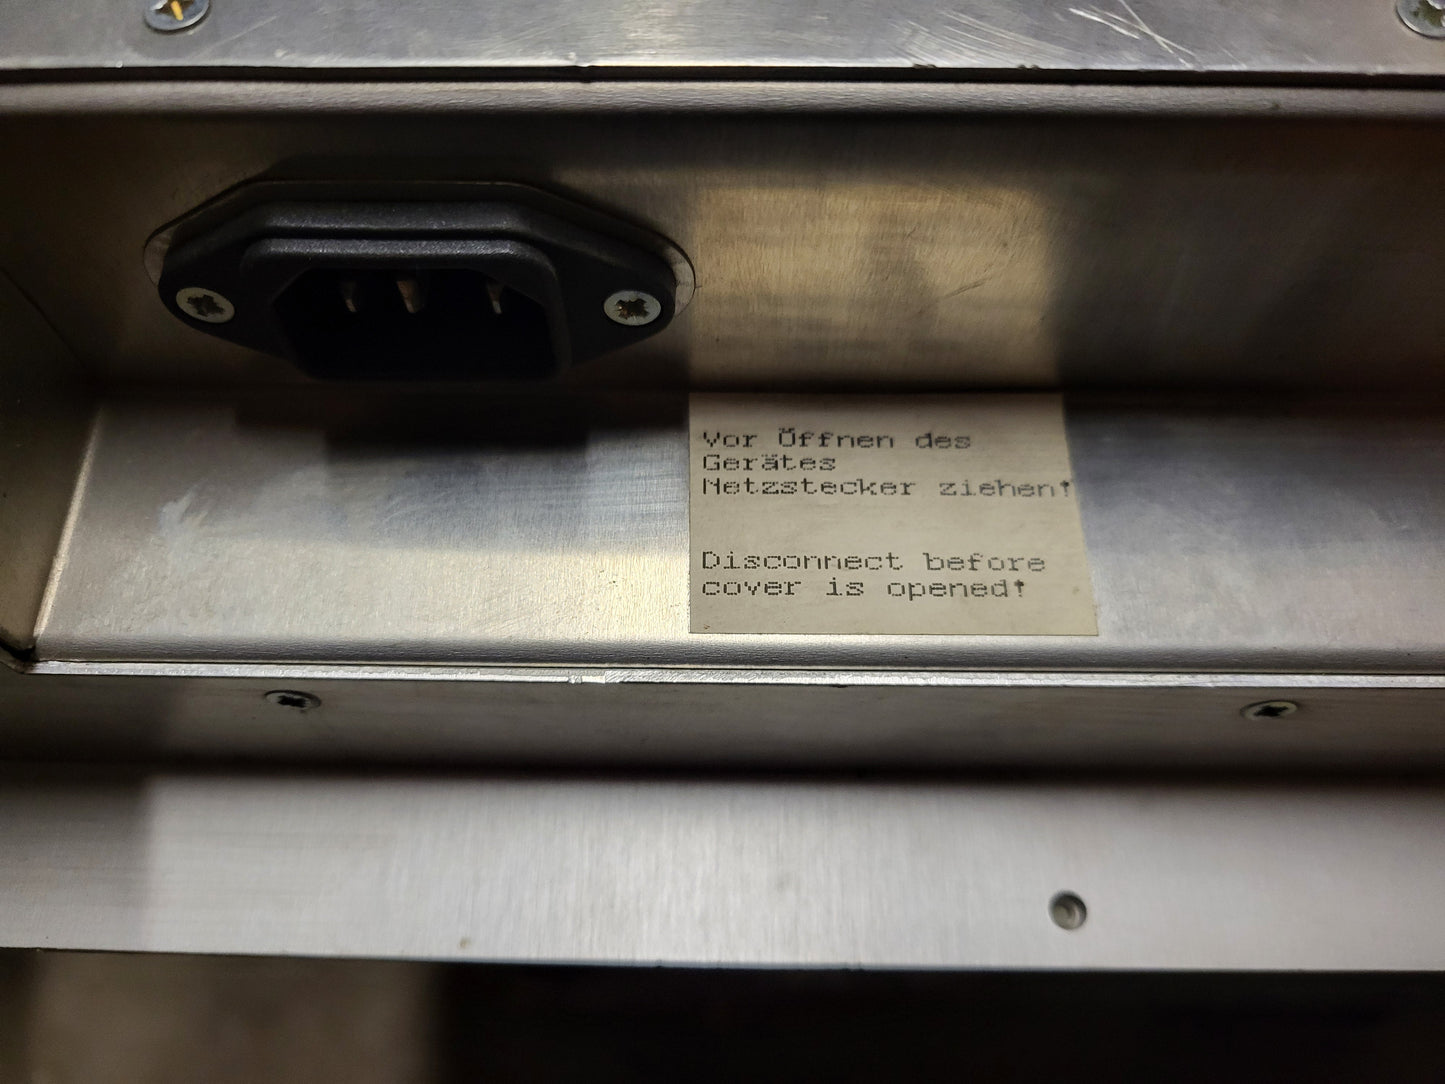 Vor Öffnen des
Gerätes
Netzstecker ziehen!
Disconnect before
cover is opened!